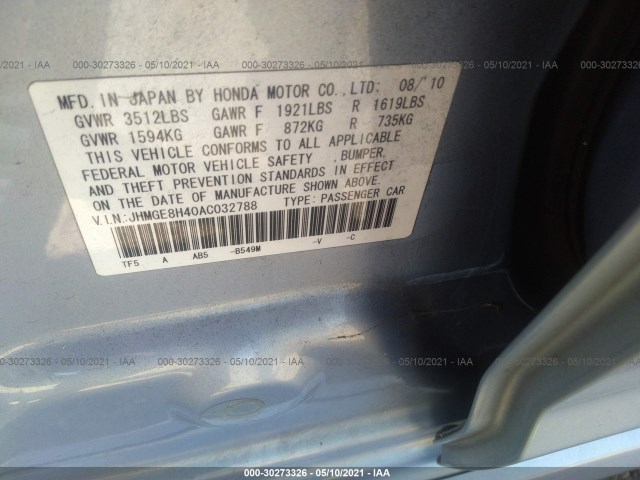 000-30273326 - 05/10/2021 - IAA
000-30273326 - 05/10/2021 - IAA
000-30273326 - 05/10/2021 - IAA
MFD. IN JAPAN BY HONDA MOTOR CO., LTD: 08/'10
GVWR 3512LBS GAWR F 1921LBS R 1619LBS
GVWR 1594KG GAWR F 872KG R 735KG
THIS VEHICLE CONFORMS TO ALL APPLICABLE
FEDERAL MOTOR VEHICLE SAFETY, BUMPER,
AND THEFT PREVENTION STANDARDS IN EFFECT
ON THE DATE OF MANUFACTURE SHOWN ABOVE.
V.I.N:JHMGE8H40AC032788 TYPE: PASSENGER CAR
TF5 A AB5 -B549M -V -C
000-30273326 - 05/10/2021 - IAA
000-30273326 - 05/10/2021 - IAA
000-30273326 - 05/10/2021 - IAA
000-30273326 - 05/10/2021 - IAA